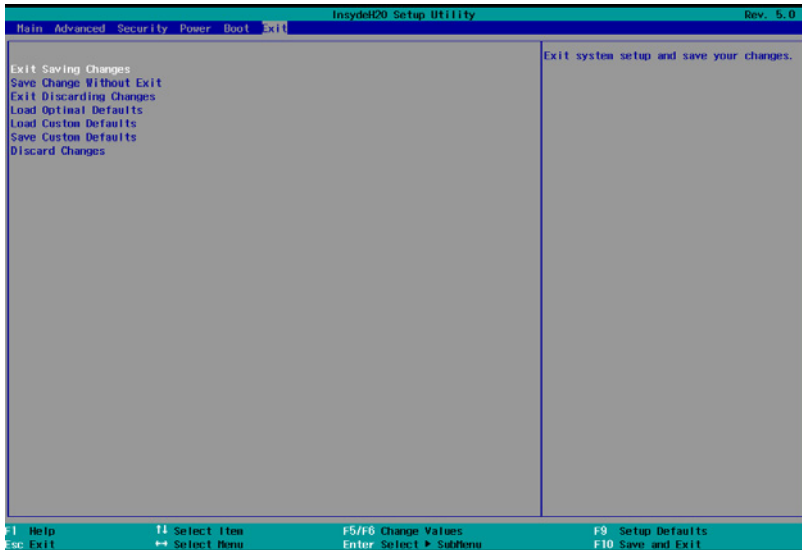 InsydeH20 Setup Utility Rev. 5.0
Main Advanced Security Power Boot Exit
Exit system setup and save your changes.
Exit Saving Changes
Save Change Without Exit
Exit Discarding Changes
Load Optimal Defaults
Load Custom Defaults
Save Custom Defaults
Discard Changes
F1 Help ↑↓ Select Item F5/F6 Change Values F9 Setup Defaults
Esc Exit ↔ Select Menu Enter Select ► SubMenu F10 Save and Exit